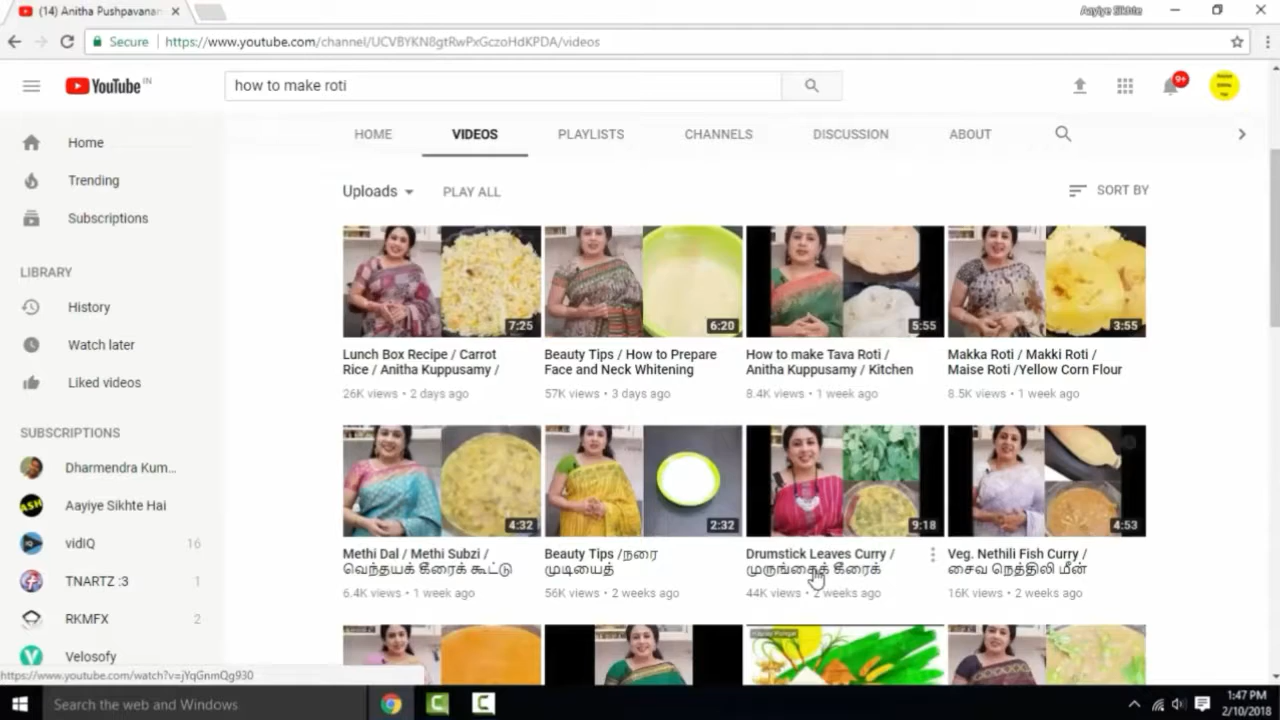 (14) Anitha Pushpavanan
Aayiye Sikhte
Secure
https://www.youtube.com/channel/UCVBYKN8gtRwPxGczoHdKPDA/videos
YouTube IN
how to make roti
9+
HOME
VIDEOS
PLAYLISTS
CHANNELS
DISCUSSION
ABOUT
Home
Trending
Subscriptions
LIBRARY
History
Watch later
Liked videos
SUBSCRIPTIONS
Dharmendra Kum...
ASH
Aayiye Sikhte Hai
vidIQ 16
TNARTZ :3 1
RKMFX 2
Velosofy
Uploads
PLAY ALL
SORT BY
7:25
6:20
5:55
3:55
Lunch Box Recipe / Carrot
Rice / Anitha Kuppusamy /
26K views • 2 days ago
Beauty Tips / How to Prepare
Face and Neck Whitening
57K views • 3 days ago
How to make Tava Roti /
Anitha Kuppusamy / Kitchen
8.4K views • 1 week ago
Makka Roti / Makki Roti /
Maise Roti /Yellow Corn Flour
8.5K views • 1 week ago
4:32
2:32
9:18
4:53
Methi Dal / Methi Subzi /
வெந்தயக் கீரைக் கூட்டு
6.4K views • 1 week ago
Beauty Tips /நரை
முடியைத்
56K views • 2 weeks ago
Drumstick Leaves Curry /
முருங்கைக் கீரைக்
44K views • 2 weeks ago
Veg. Nethili Fish Curry /
சைவ நெத்திலி மீன்
16K views • 2 weeks ago
https://www.youtube.com/watch?v=jYqGnmQg930
Search the web and Windows
1:47 PM
2/10/2018